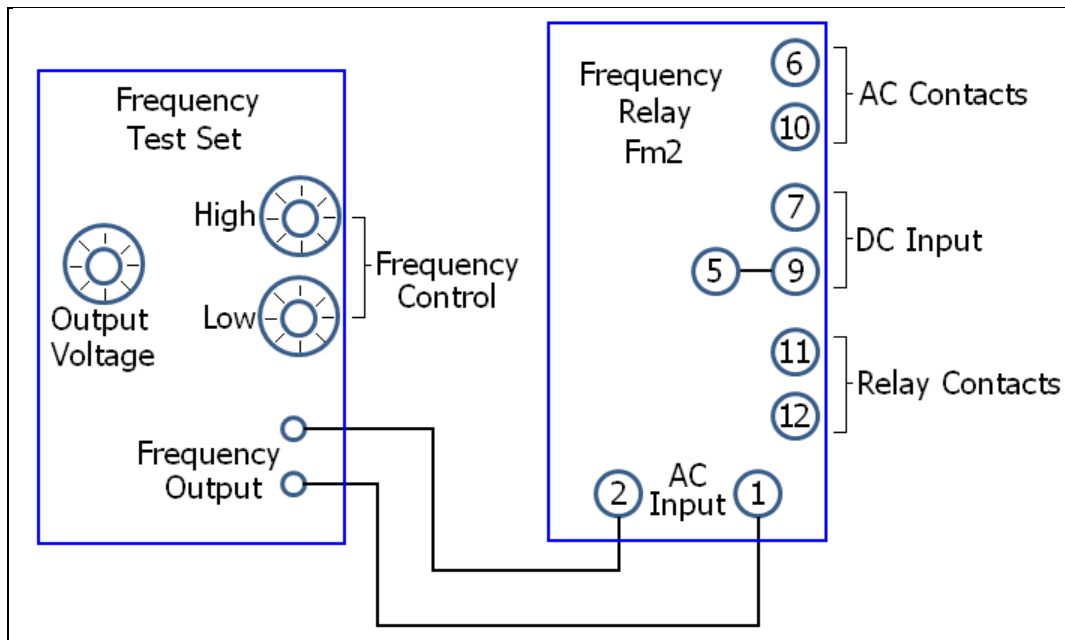 Frequency
Test Set
High
Low
Frequency
Control
Output
Voltage
Frequency
Output
Frequency
Relay
Fm2
6
10
AC Contacts
7
5
9
DC Input
11
12
Relay Contacts
2
AC
Input
1